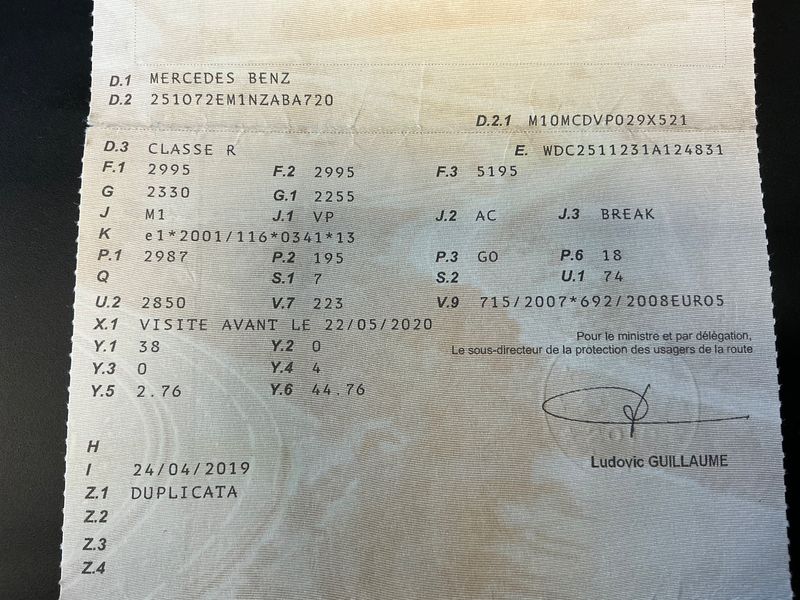 D.1 MERCEDES BENZ
D.2 251072EM1NZABA720
D.2.1 M10MCDVP029X521
D.3 CLASSE R E. WDC2511231A124831
F.1 2995 F.2 2995 F.3 5195
G 2330 G.1 2255
J M1 J.1 VP J.2 AC J.3 BREAK
K e1*2001/116*0341*13
P.1 2987 P.2 195 P.3 GO P.6 18
Q S.1 7 S.2 U.1 74
U.2 2850 V.7 223 V.9 715/2007*692/2008EURO5
X.1 VISITE AVANT LE 22/05/2020
Y.1 38 Y.2 0
Y.3 0 Y.4 4
Y.5 2.76 Y.6 44.76
Pour le ministre et par délégation,
Le sous-directeur de la protection des usagers de la route
Ludovic GUILLAUME
H
I 24/04/2019
Z.1 DUPLICATA
Z.2
Z.3
Z.4